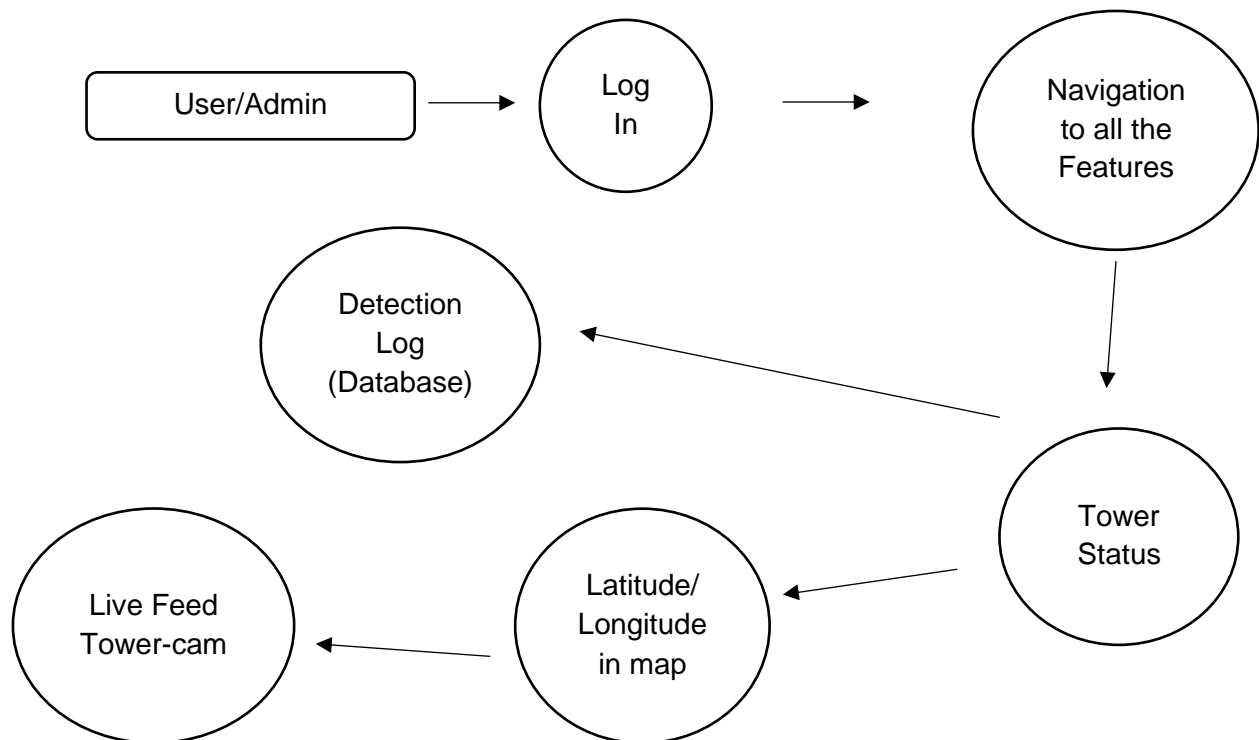 User/Admin
Log
In
Navigation
to all the
Features
Detection
Log
(Database)
Tower
Status
Live Feed
Tower-cam
Latitude/
Longitude
in map